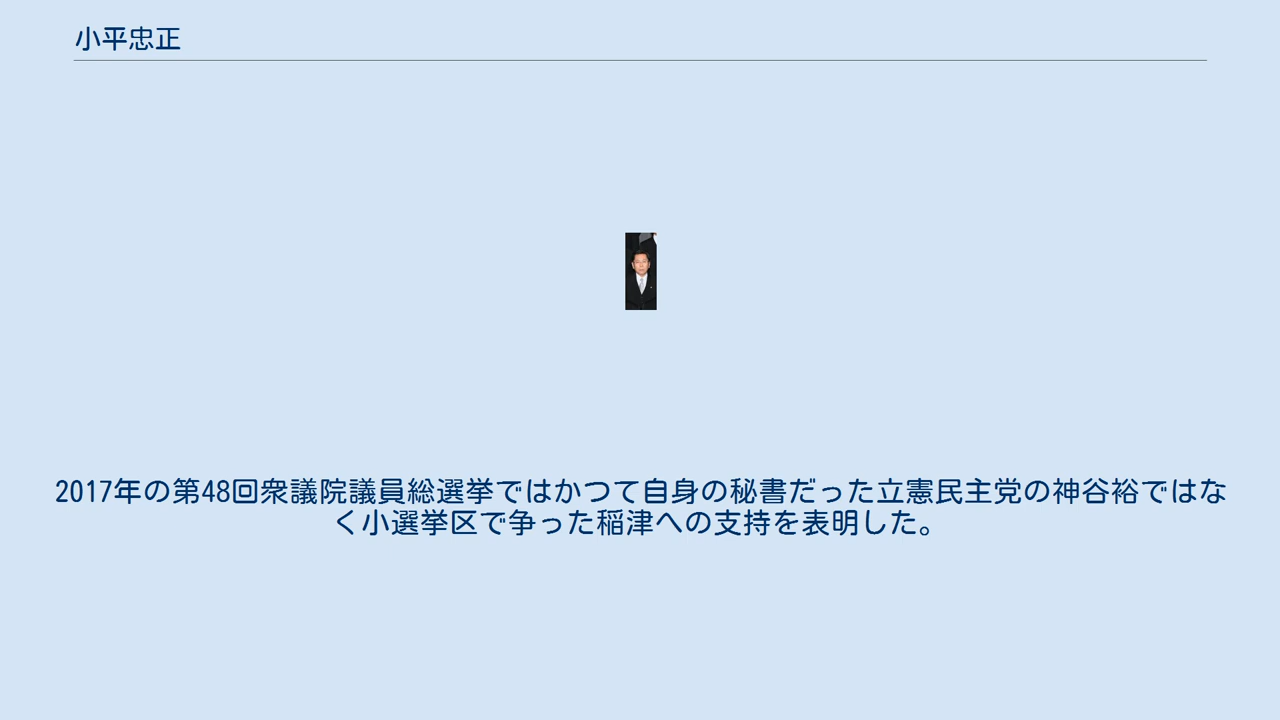 小平忠正
2017年の第48回衆議院議員総選挙ではかつて自身の秘書だった立憲民主党の神谷裕ではな
く小選挙区で争った稲津への支持を表明した。